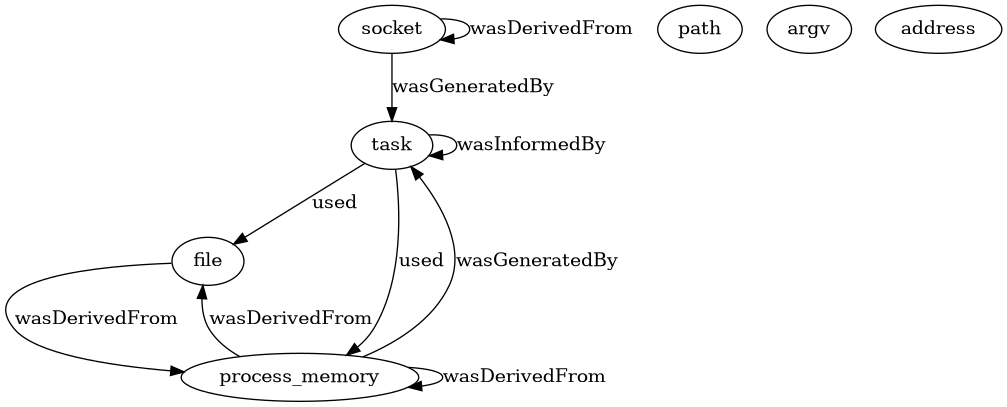 socket
wasDerivedFrom
path
argv
address
wasGeneratedBy
task
wasInformedBy
used
file
used
wasGeneratedBy
wasDerivedFrom
wasDerivedFrom
process_memory
wasDerivedFrom